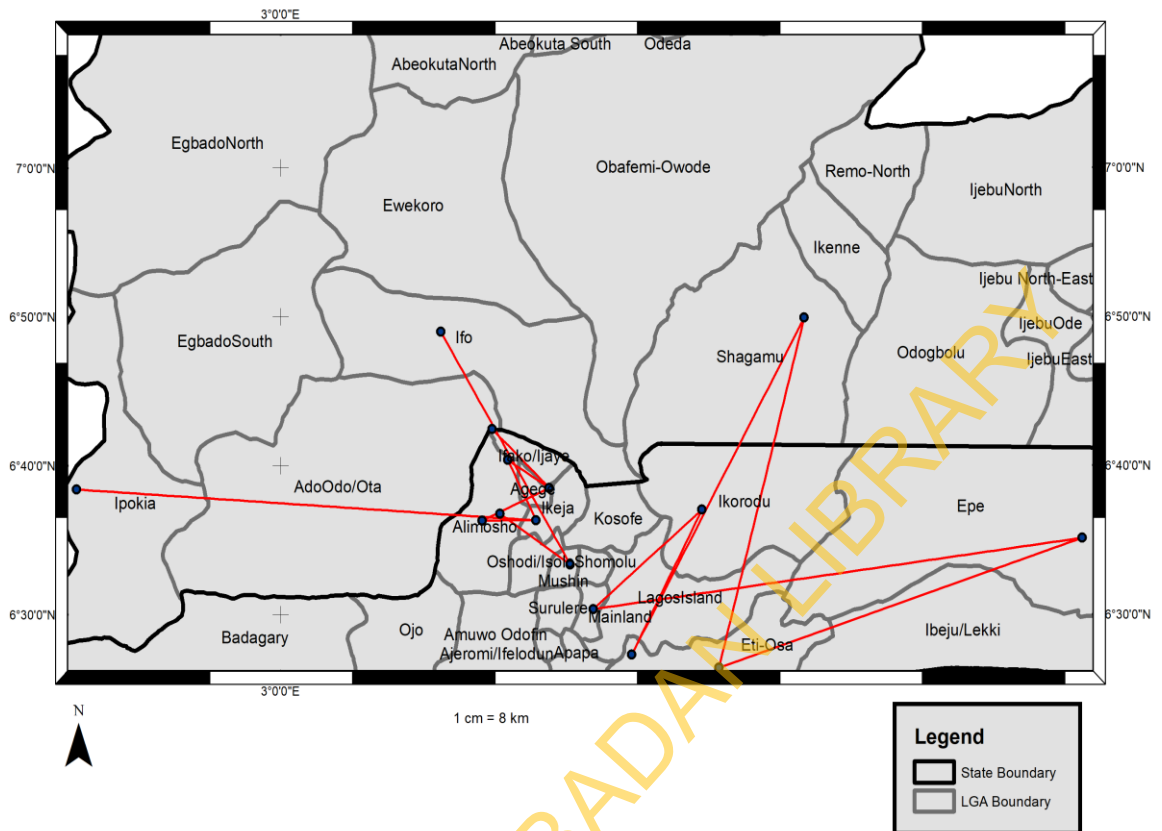 3°0'0"E
Abeokuta South
Odeda
AbeokutaNorth
EgbadoNorth
7°0'0"N
Obafemi-Owode
Remo-North
7°0'0"N
IjebuNorth
Ewekoro
Ikenne
Ijebu North-East
6°50'0"N
6°50'0"N
IjebuOde
EgbadoSouth
Ifo
Shagamu
Odogbolu
IjebuEast
6°40'0"N
Ifako/Ijaye
6°40'0"N
AdoOdo/Ota
Agege
Ipokia
Ikeja
Ikorodu
Epe
Alimosho
Kosofe
Oshodi/Isolo
Shomolu
Mushin
LagosIsland
6°30'0"N
Surulere
Mainland
6°30'0"N
Badagary
Ojo
Amuwo Odofin
Eti-Osa
Ibeju/Lekki
Ajeromi/Ifelodun
Apapa
3°0'0"E
N
1 cm = 8 km
Legend
State Boundary
LGA Boundary
ADAN LIBRARY